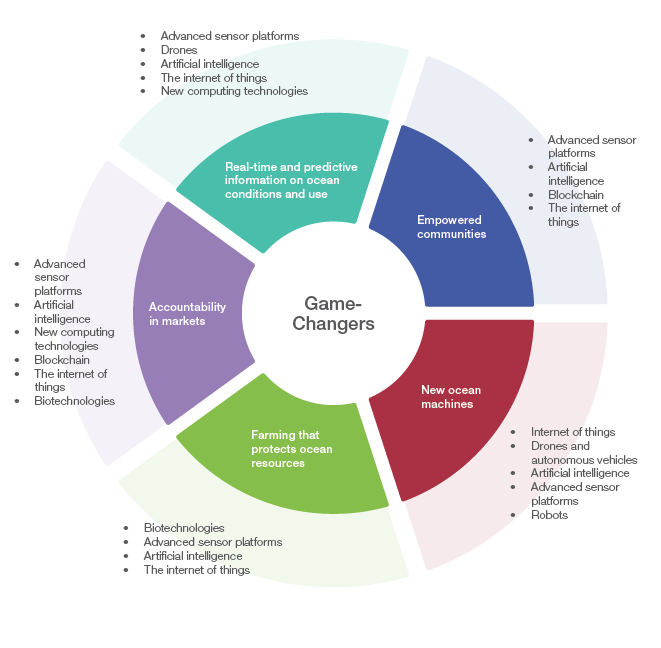 • Advanced sensor platforms
• Drones
• Artificial intelligence
• The internet of things
• New computing technologies
Real-time and predictive
information on ocean
conditions and use
• Advanced sensor
platforms
• Artificial
intelligence
• Blockchain
• The internet of
things
Empowered
communities
Game-
Changers
Accountability
in markets
• Advanced
sensor
platforms
• Artificial
intelligence
• New computing
technologies
• Blockchain
• The internet of
things
• Biotechnologies
New ocean
machines
• Internet of things
• Drones and
autonomous vehicles
• Artificial intelligence
• Advanced sensor
platforms
• Robots
Farming that
protects ocean
resources
• Biotechnologies
• Advanced sensor platforms
• Artificial intelligence
• The internet of things